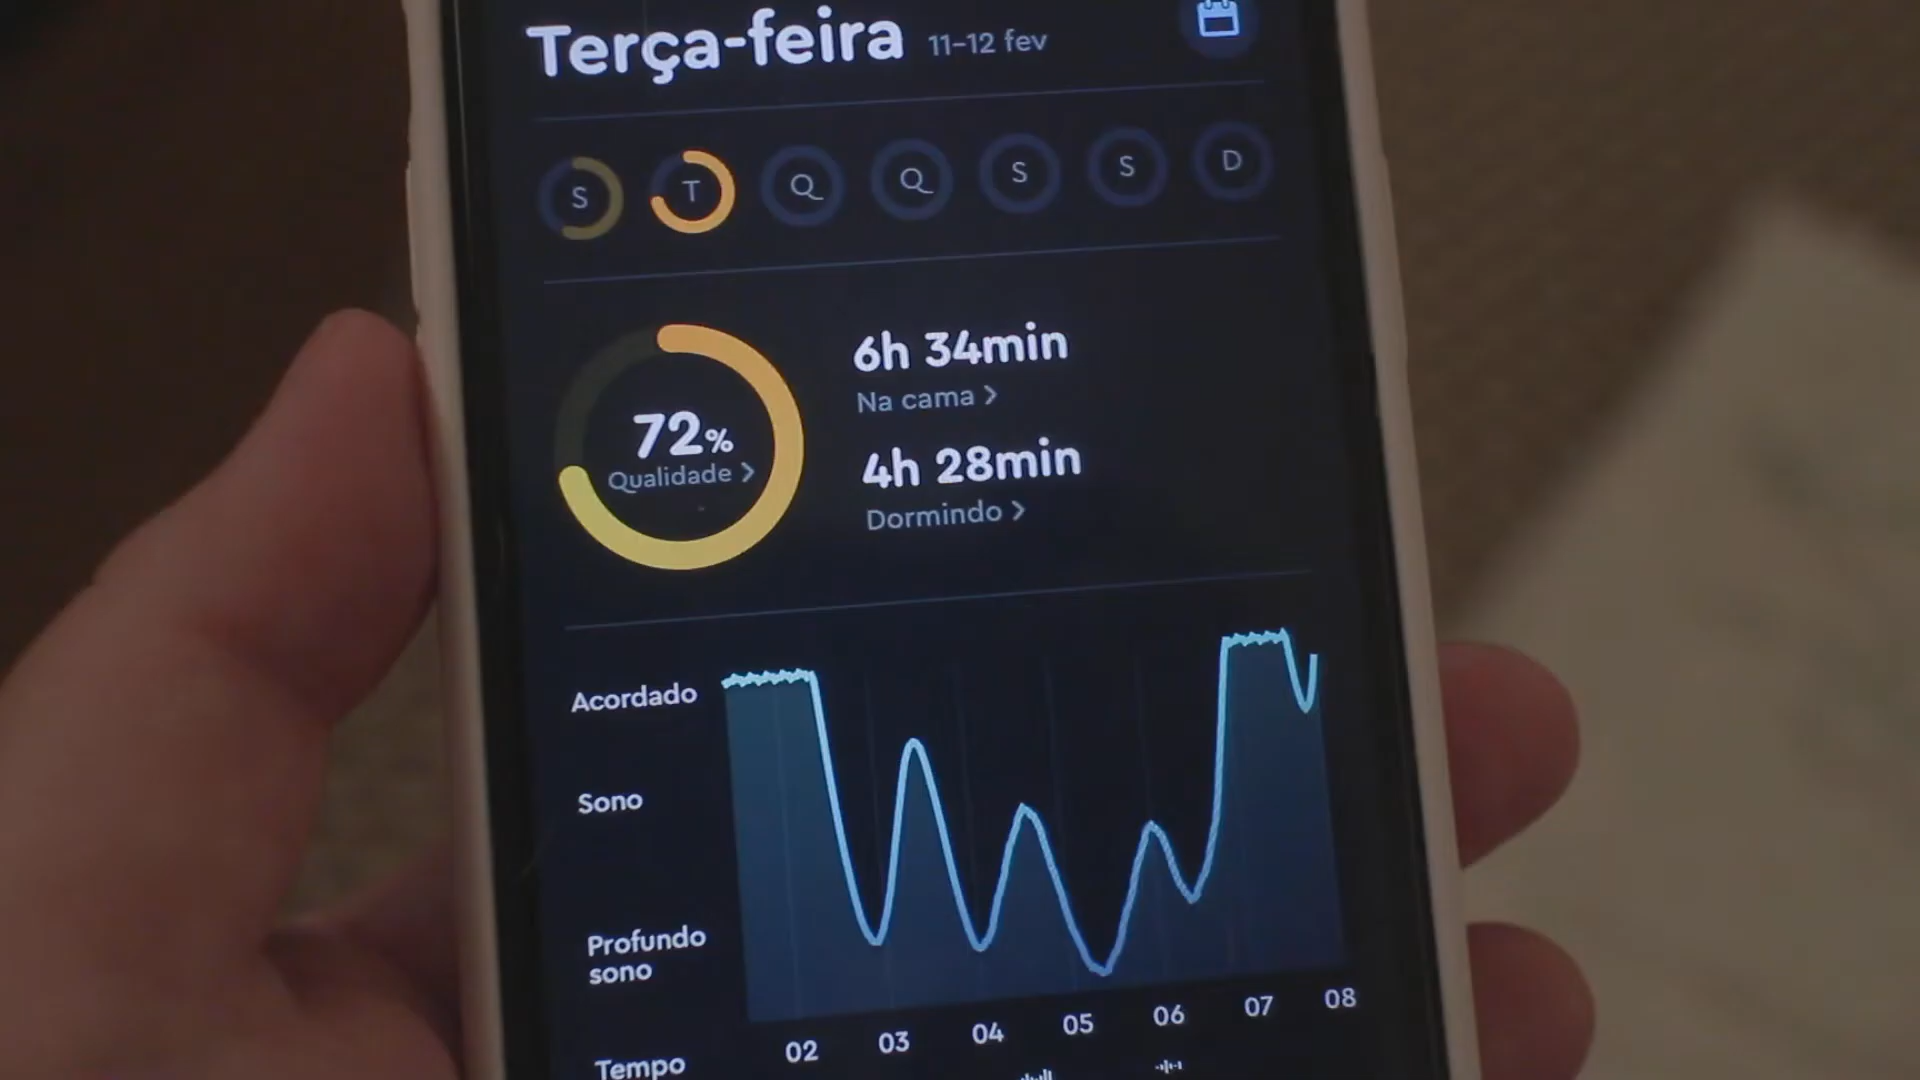 Terça-feira 11-12 fev
S T Q Q S S D
72%
Qualidade >
6h 34min
Na cama >
4h 28min
Dormindo >
Acordado
Sono
Profundo
sono
02 03 04 05 06 07 08
Tempo